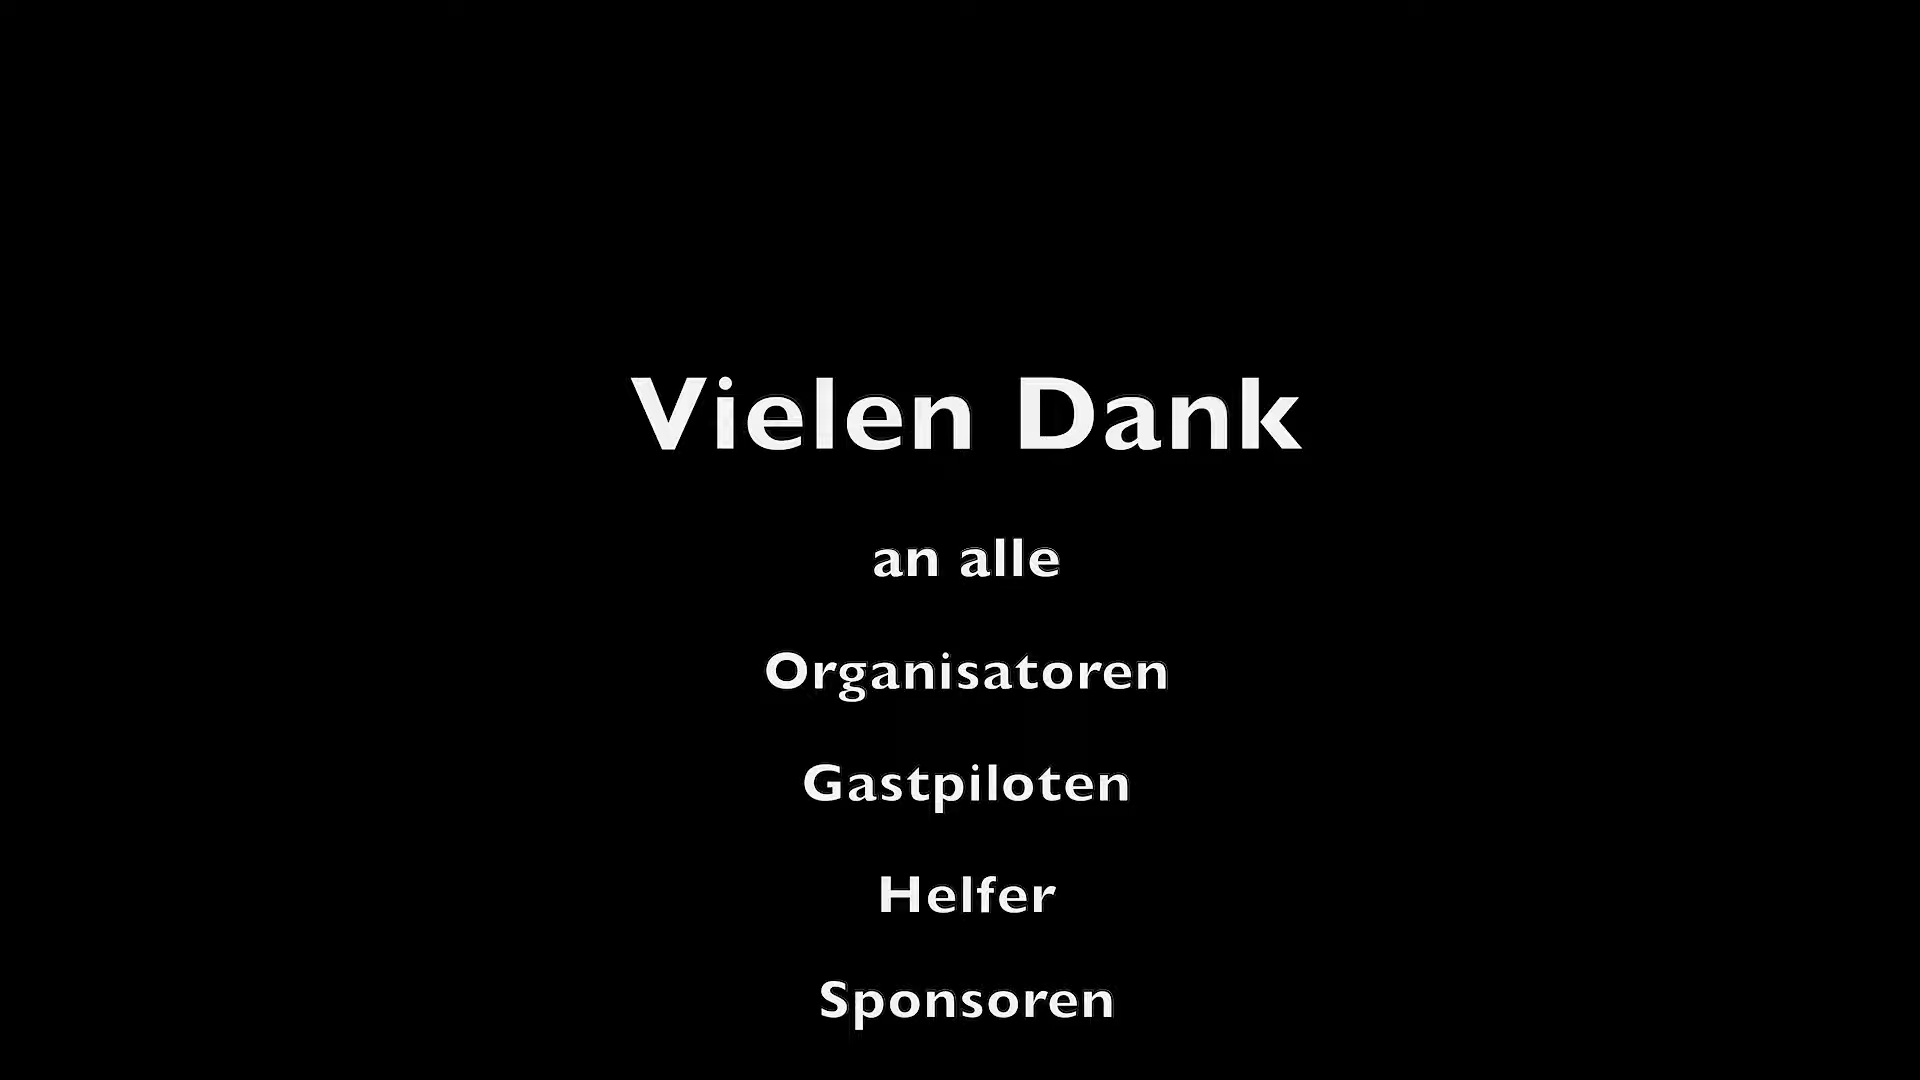 Vielen Dank
an alle
Organisatoren
Gastpiloten
Helfer
Sponsoren